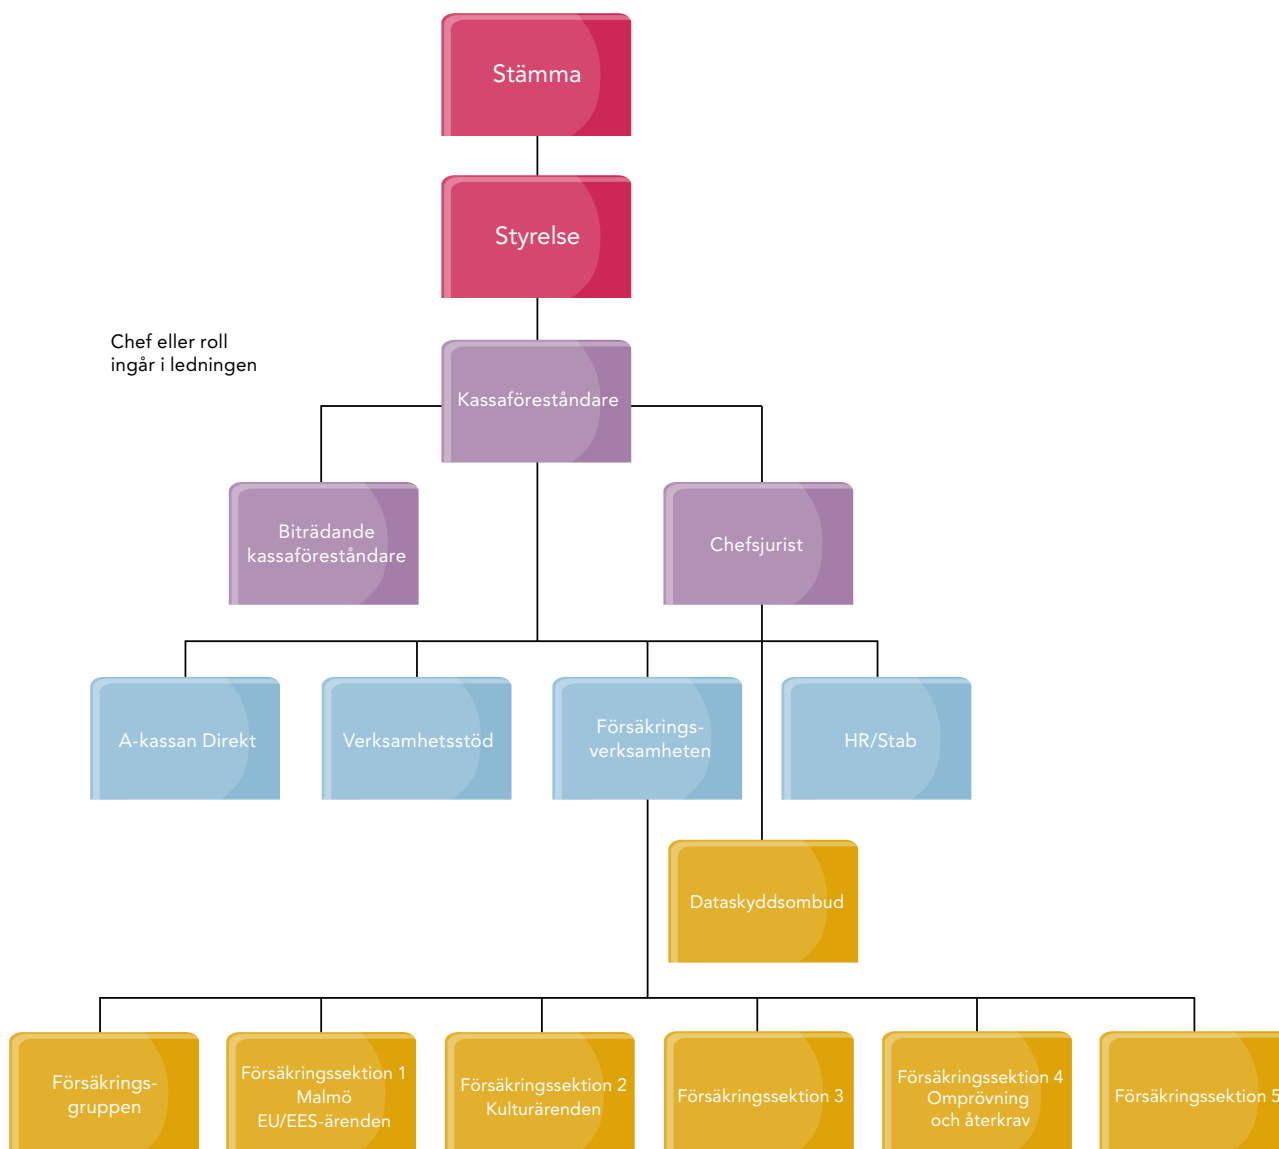 Stämma
Styrelse
Chef eller roll
ingår i ledningen
Kassaföreståndare
Biträdande
kassaföreståndare
Chefsjurist
A-kassan Direkt
Verksamhetsstöd
Försäkrings-
verksamheten
HR/Stab
Dataskyddsombud
Försäkrings-
gruppen
Försäkringssektion 1
Malmö
EU/EES-ärenden
Försäkringssektion 2
Kulturärenden
Försäkringssektion 3
Försäkringssektion 4
Omprövning
och återkrav
Försäkringssektion 5